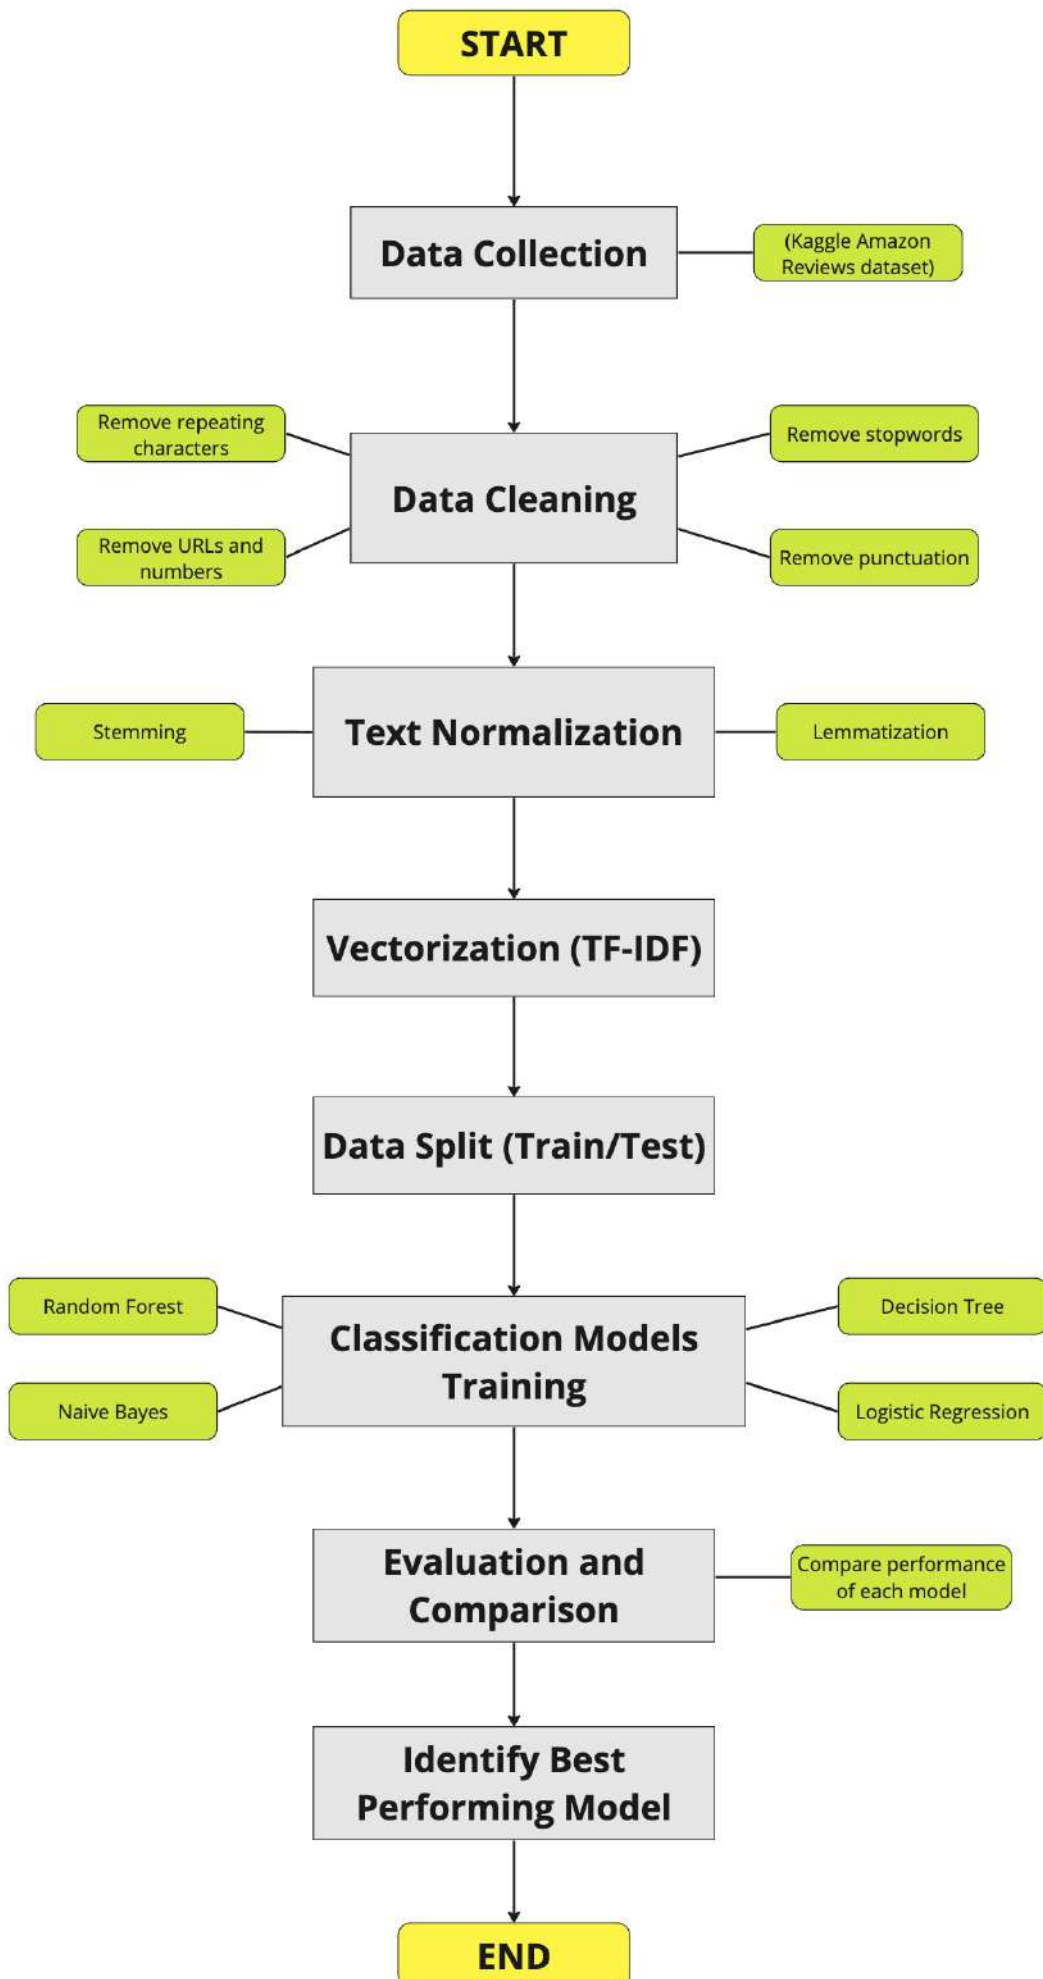 START
Data Collection
(Kaggle Amazon
Reviews dataset)
Remove repeating
characters
Remove stopwords
Data Cleaning
Remove URLs and
numbers
Remove punctuation
Stemming
Text Normalization
Lemmatization
Vectorization (TF-IDF)
Data Split (Train/Test)
Random Forest
Decision Tree
Classification Models
Training
Naive Bayes
Logistic Regression
Evaluation and
Comparison
Compare performance
of each model
Identify Best
Performing Model
END